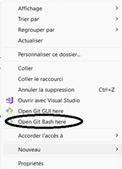 Affichage
Trier par
Regrouper par
Actualiser
Personnaliser ce dossier...
Coller
Coller le raccourci
Annuler la suppression Ctrl+Z
Ouvrir avec Visual Studio
Open Git GUI here
Open Git Bash here
Accorder l'accès à
Nouveau
Propriétés